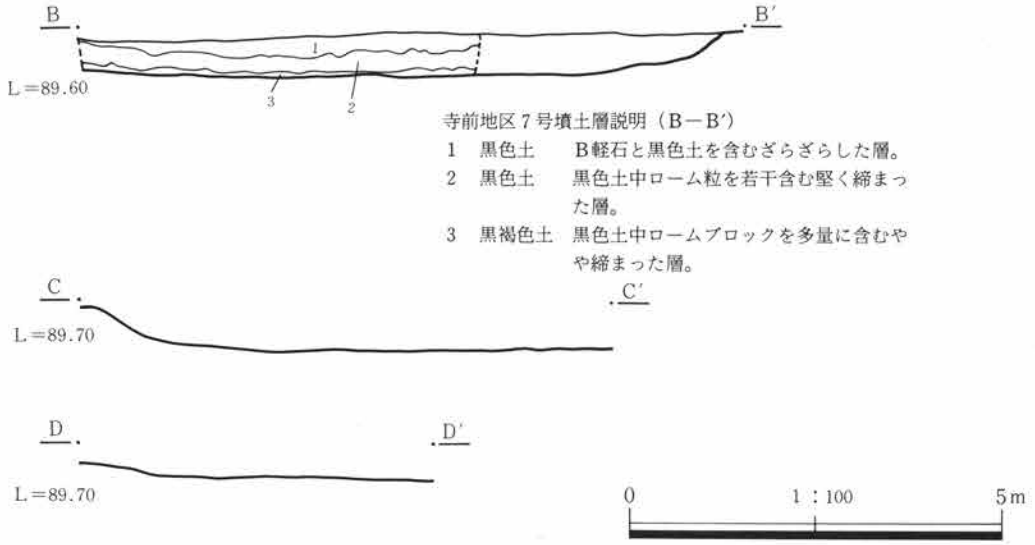 B B′
1
L＝89.60
3 2
寺前地区７号墳土層説明（B－B′）
1 黒色土 B軽石と黒色土を含むざらざらした層。
2 黒色土 黒色土中ローム粒を若干含む堅く締まっ
た層。
3 黒褐色土 黒色土中ロームブロックを多量に含むや
や締まった層。
C C′
L＝89.70
D D′
L＝89.70
0 1：100 5m